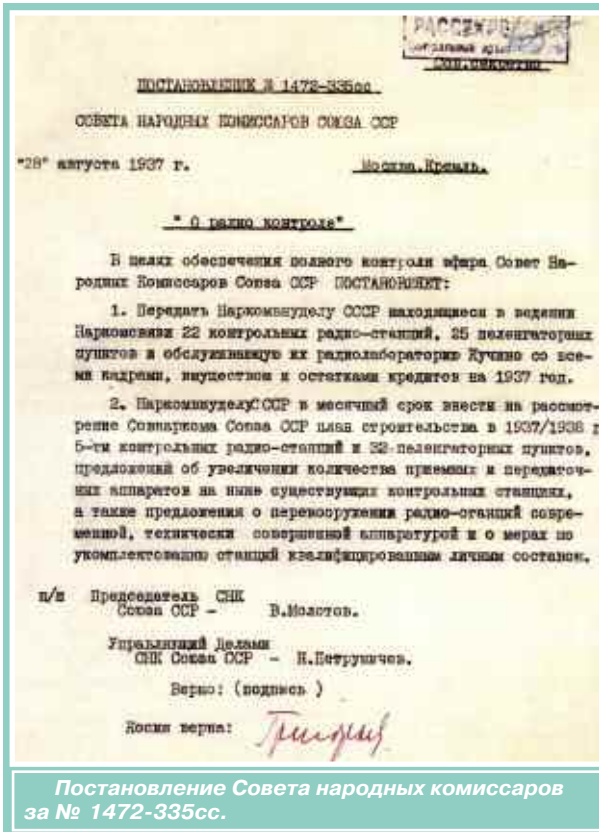 РАССЕКРЕЧЕНО
Сов.секретно
ПОСТАНОВЛЕНИЕ № 1472-335сс
СОВЕТА НАРОДНЫХ КОМИССАРОВ СОЮЗА ССР
"28" августа 1937 г. Москва.Кремль.
" О радио контроле"
В целях обеспечения полного контроля эфира Совет На-
родных Комиссаров Союза ССР ПОСТАНОВЛЯЕТ:
1. Передать Наркомвнуделу СССР находящиеся в ведении
Наркомсвязи 22 контрольных радио-станций, 25 пеленгаторных
пунктов и обслуживающую их радиолабораторию Кучино со все-
ми кадрами, имуществом и остатками кредитов на 1937 год.
2. Наркомвнуделу СССР в месячный срок внести на рассмот-
рение Совнаркома Союза ССР план строительства в 1937/1938 г
5-ти контрольных радио-станций и 32 пеленгаторных пунктов,
предложений об увеличении количества приемных и передаточ-
ных аппаратов на ныне существующих контрольных станциях,
а также предложения о перевооружении радио-станций совре-
менной, технически совершенной аппаратурой и о мерах по
укомплектованию станций квалифицированным личным составом.
п/п Председатель СНК
Союза ССР - В.Молотов.
Управляющий Делами
СНК Союза ССР - Н.Петруничев.
Верно: (подпись )
Копия верна:
Постановление Совета народных комиссаров
за № 1472-335сс.